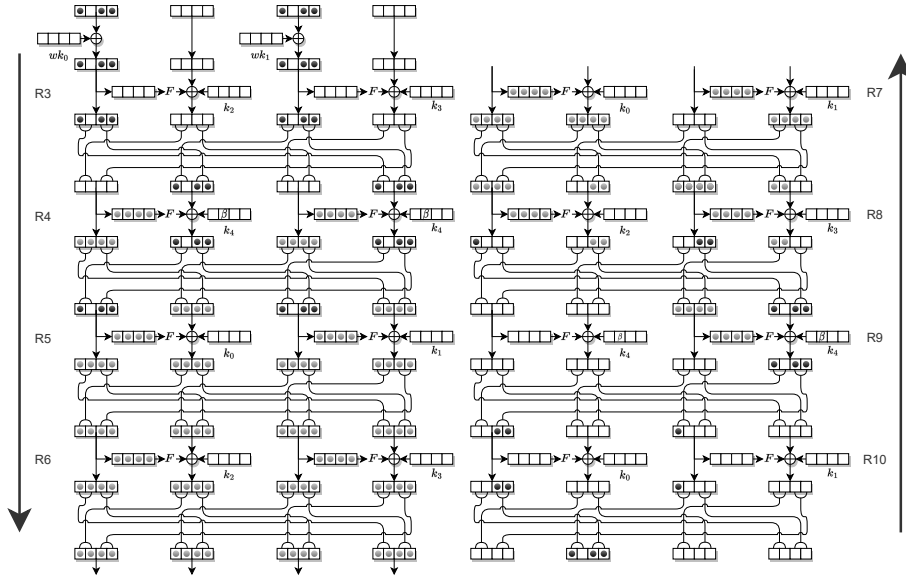 wk₀ wk₁
R3 F k₂ F k₃ F k₀ F k₁ R7
R4 F β k₄ F β k₄ F k₂ F k₃ R8
R5 F k₀ F k₁ F β k₄ F β k₄ R9
R6 F k₂ F k₃ F k₀ F k₁ R10